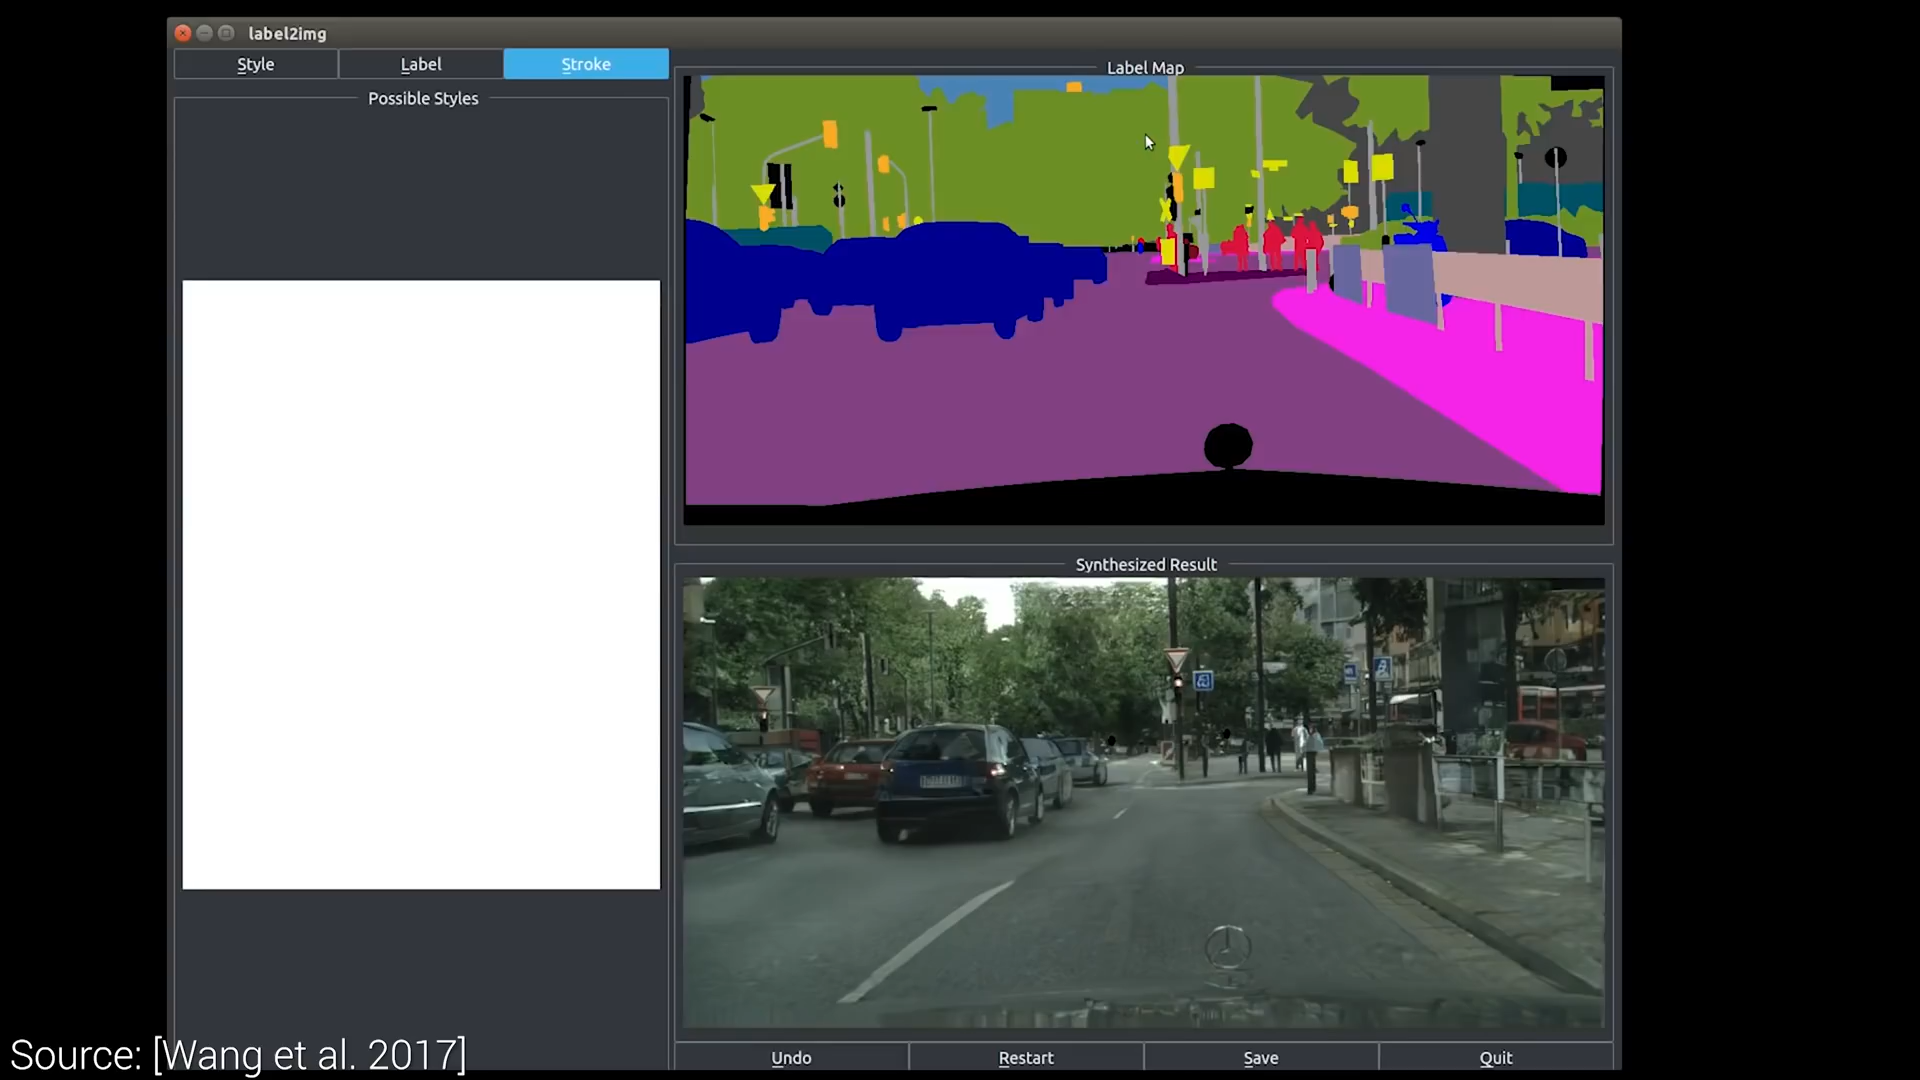 label2img
Style
Label
Stroke
Possible Styles
Label Map
Synthesized Result
Undo
Restart
Save
Quit
Source: [Wang et al. 2017]